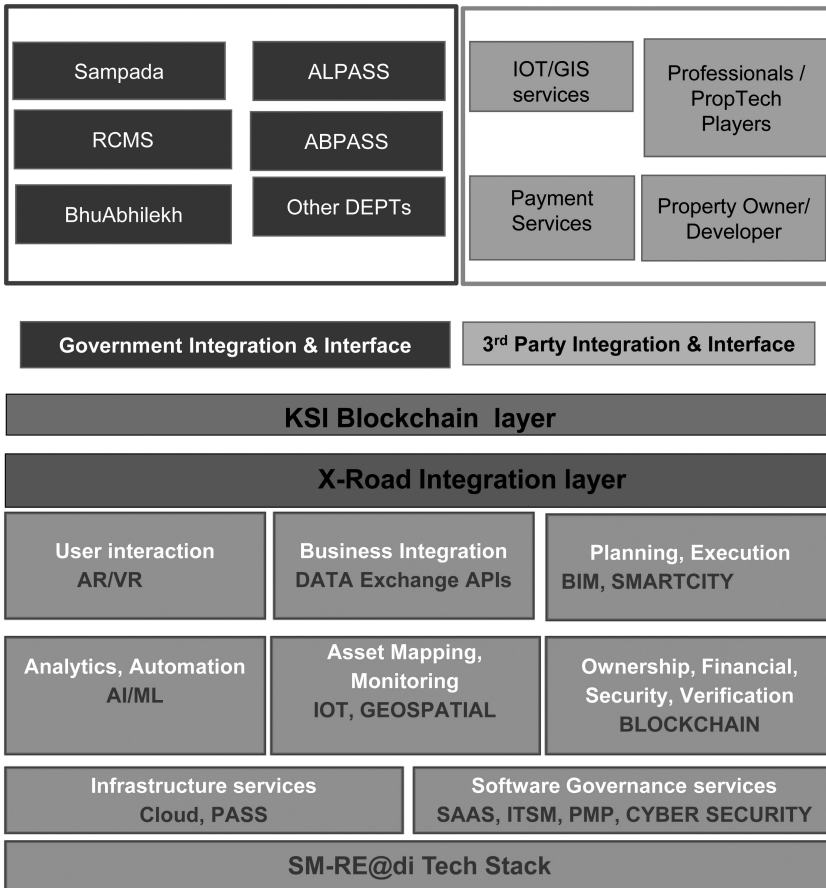 Sampada
ALPASS
RCMS
ABPASS
BhuAbhilekh
Other DEPTs
IOT/GIS
services
Professionals /
PropTech
Players
Payment
Services
Property Owner/
Developer
Government Integration & Interface
3rd Party Integration & Interface
KSI Blockchain layer
X-Road Integration layer
User interaction
AR/VR
Business Integration
DATA Exchange APIs
Planning, Execution
BIM, SMARTCITY
Analytics, Automation
AI/ML
Asset Mapping,
Monitoring
IOT, GEOSPATIAL
Ownership, Financial,
Security, Verification
BLOCKCHAIN
Infrastructure services
Cloud, PASS
Software Governance services
SAAS, ITSM, PMP, CYBER SECURITY
SM-RE@di Tech Stack